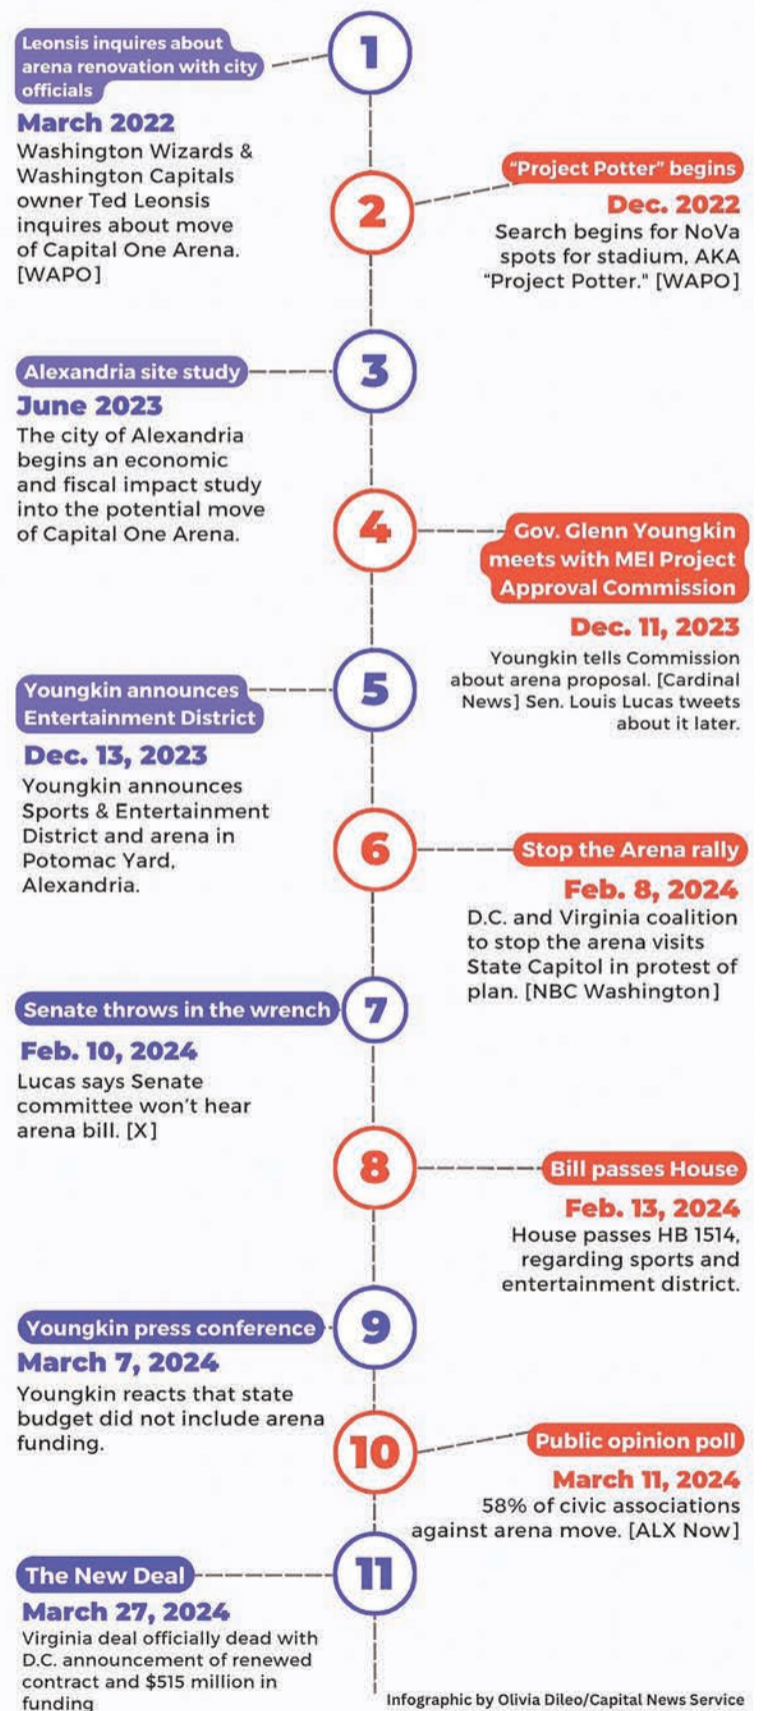 1
Leonsis inquires about
arena renovation with city
officials
March 2022
Washington Wizards &
Washington Capitals
owner Ted Leonsis
inquires about move
of Capital One Arena.
[WAPO]
2
“Project Potter” begins
Dec. 2022
Search begins for NoVa
spots for stadium, AKA
“Project Potter." [WAPO]
3
Alexandria site study
June 2023
The city of Alexandria
begins an economic
and fiscal impact study
into the potential move
of Capital One Arena.
4
Gov. Glenn Youngkin
meets with MEI Project
Approval Commission
Dec. 11, 2023
Youngkin tells Commission
about arena proposal. [Cardinal
News] Sen. Louis Lucas tweets
about it later.
5
Youngkin announces
Entertainment District
Dec. 13, 2023
Youngkin announces
Sports & Entertainment
District and arena in
Potomac Yard,
Alexandria.
6
Stop the Arena rally
Feb. 8, 2024
D.C. and Virginia coalition
to stop the arena visits
State Capitol in protest of
plan. [NBC Washington]
7
Senate throws in the wrench
Feb. 10, 2024
Lucas says Senate
committee won’t hear
arena bill. [X]
8
Bill passes House
Feb. 13, 2024
House passes HB 1514,
regarding sports and
entertainment district.
9
Youngkin press conference
March 7, 2024
Youngkin reacts that state
budget did not include arena
funding.
10
Public opinion poll
March 11, 2024
58% of civic associations
against arena move. [ALX Now]
11
The New Deal
March 27, 2024
Virginia deal officially dead with
D.C. announcement of renewed
contract and $515 million in
funding
Infographic by Olivia Dileo/Capital News Service